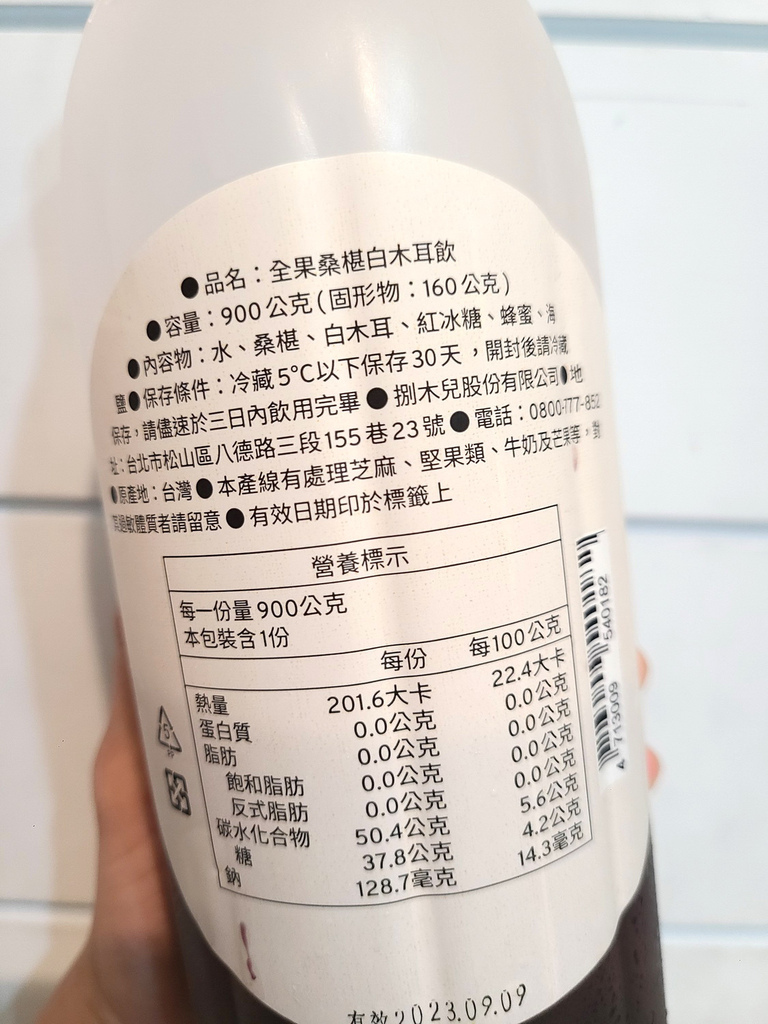 ●品名：全果桑椹白木耳飲
●容量：900公克(固形物：160公克)
●內容物：水、桑椹、白木耳、紅冰糖、蜂蜜、海
鹽●保存條件：冷藏5°C以下保存30天，開封後請冷藏
保存，請儘速於三日內飲用完畢●捌木兒股份有限公司●地
址：台北市松山區八德路三段155巷23號●電話：0800-777-852
●原產地：台灣●本產線有處理芝麻、堅果類、牛奶及芒果等，對
其過敏體質者請留意●有效日期印於標籤上
營養標示
每一份量900公克
本包裝含1份
每份 每100公克
熱量 201.6大卡 22.4大卡
蛋白質 0.0公克 0.0公克
脂肪 0.0公克 0.0公克
飽和脂肪 0.0公克 0.0公克
反式脂肪 0.0公克 0.0公克
碳水化合物 50.4公克 5.6公克
糖 37.8公克 4.2公克
鈉 128.7毫克 14.3毫克
4 713009 540182
5
有效2023.09.09